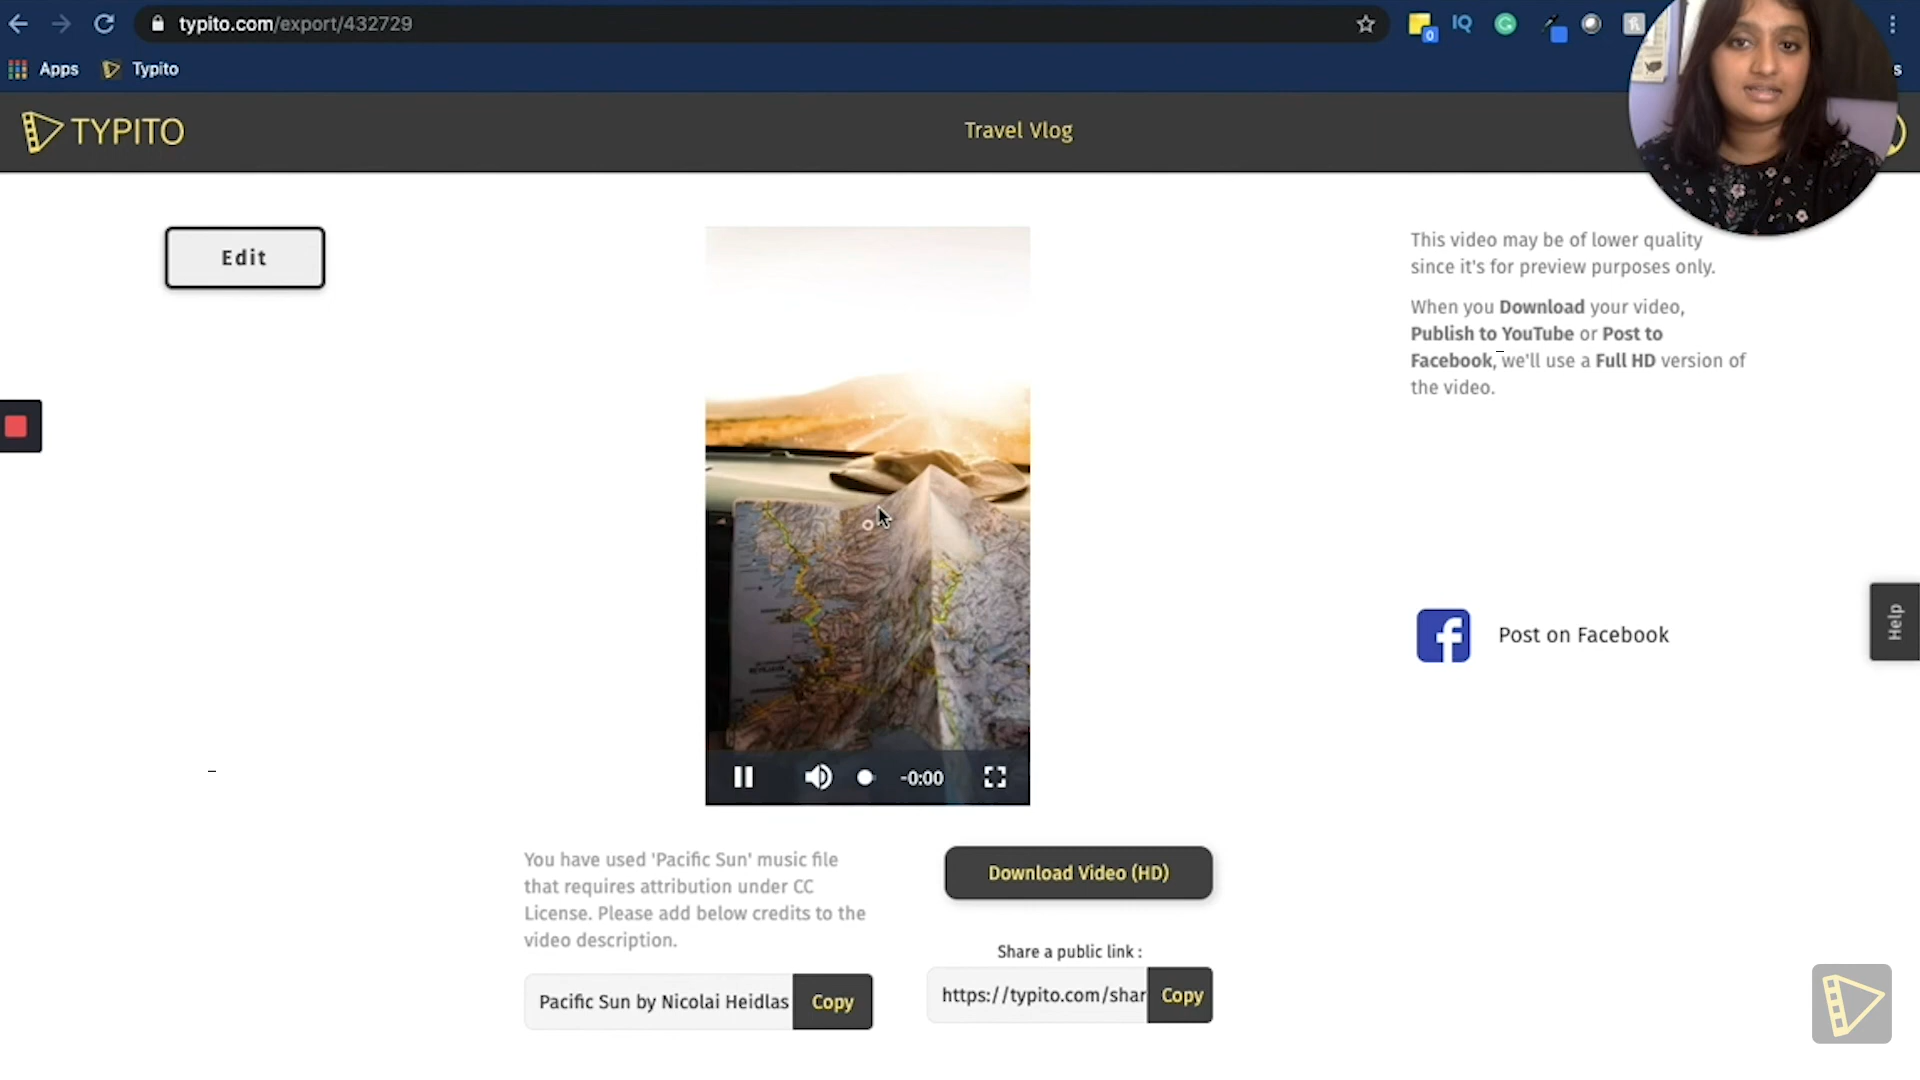 typito.com/export/432729
0
IQ
Apps
Typito
s
TYPITO
Travel Vlog
Edit
This video may be of lower quality
since it's for preview purposes only.
When you Download your video,
Publish to YouTube or Post to
Facebook, we'll use a Full HD version of
the video.
Post on Facebook
Help
-0:00
You have used 'Pacific Sun' music file
that requires attribution under CC
License. Please add below credits to the
video description.
Pacific Sun by Nicolai Heidlas
Copy
Download Video (HD)
Share a public link :
https://typito.com/shar
Copy